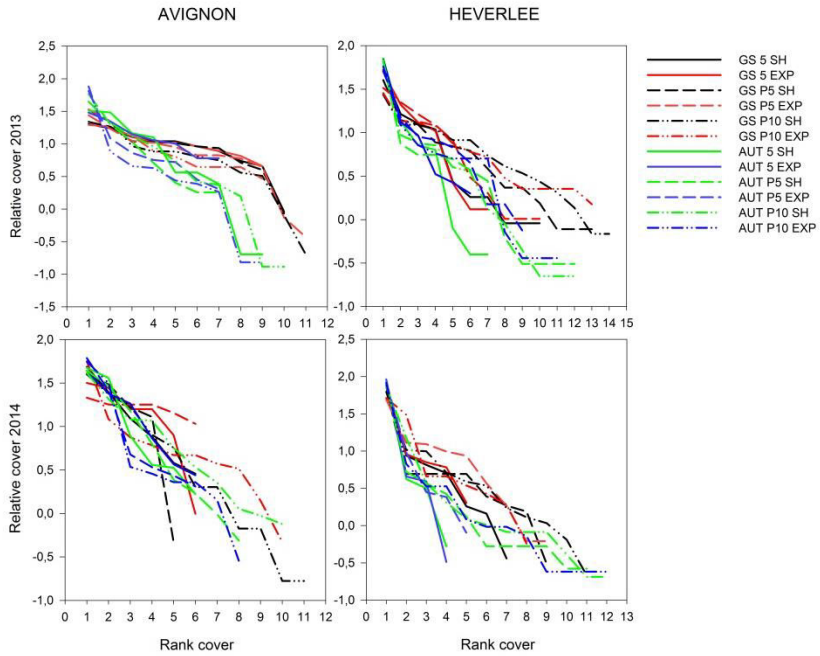 AVIGNON HEVERLEE
Relative cover 2013
2,5
2,0
1,5
1,0
0,5
0,0
-0,5
-1,0
-1,5
0 1 2 3 4 5 6 7 8 9 10 11 12
2,0
1,5
1,0
0,5
0,0
-0,5
-1,0
0 1 2 3 4 5 6 7 8 9 10 11 12 13 14 15
GS 5 SH
GS 5 EXP
GS P5 SH
GS P5 EXP
GS P10 SH
GS P10 EXP
AUT 5 SH
AUT 5 EXP
AUT P5 SH
AUT P5 EXP
AUT P10 SH
AUT P10 EXP
Relative cover 2014
2,0
1,5
1,0
0,5
0,0
-0,5
-1,0
0 1 2 3 4 5 6 7 8 9 10 11 12
Rank cover
2,5
2,0
1,5
1,0
0,5
0,0
-0,5
-1,0
0 1 2 3 4 5 6 7 8 9 10 11 12 13
Rank cover